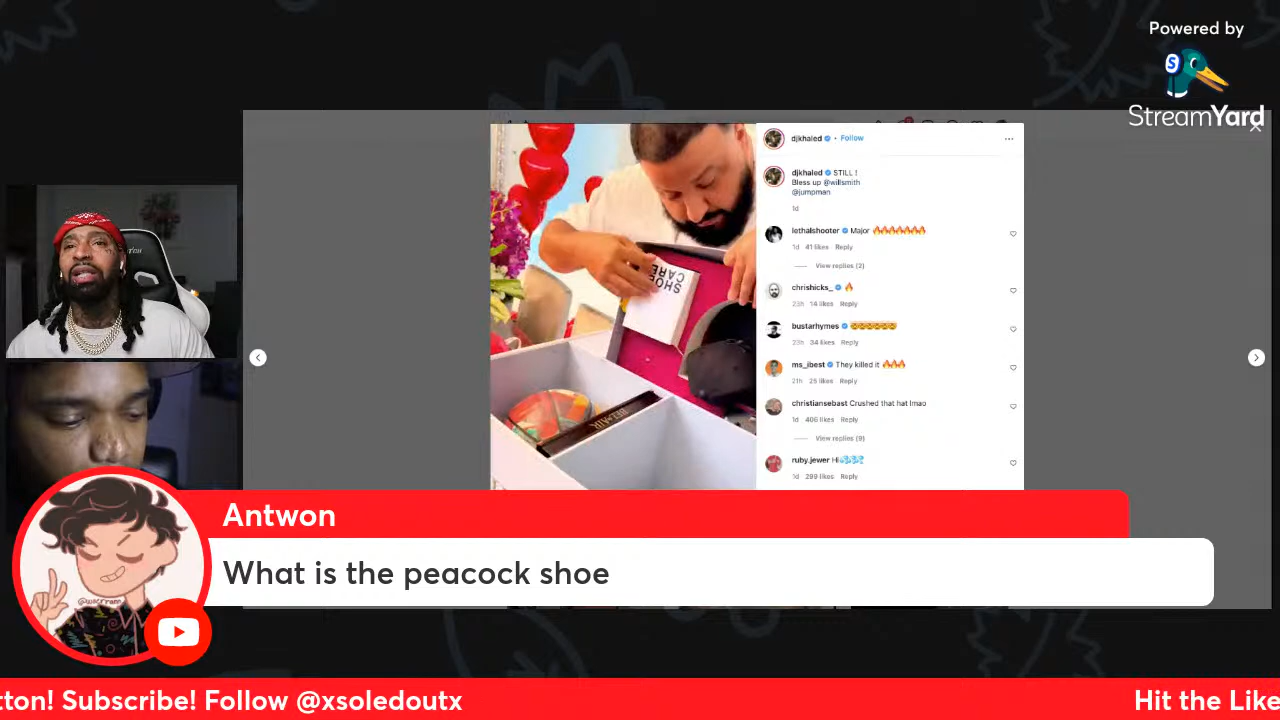 Powered by
StreamYard
djkhaled • Follow
djkhaled STILL !
Bless up @willsmith
@jumpman
1d
lethalshooter Major
1d 41 likes Reply
View replies (2)
chrishicks_
23h 14 likes Reply
bustarhymes
23h 34 likes Reply
ms_ibest They killed it
21h 25 likes Reply
christiansebast Crushed that hat lmao
1d 406 likes Reply
View replies (9)
ruby.jewer Hi
1d 299 likes Reply
SHOE
CARE
BEL-AIR
Antwon
What is the peacock shoe
tton! Subscribe! Follow @xsoledoutx
Hit the Like